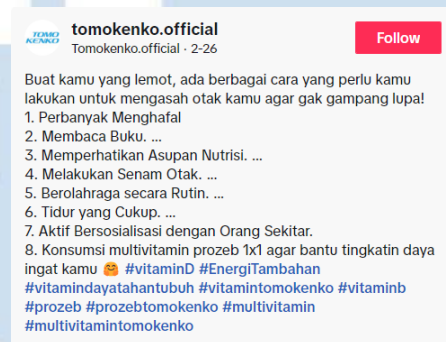 TOMO
KENKO
tomokenko.official
Tomokenko.official · 2-26
Follow
Buat kamu yang lemot, ada berbagai cara yang perlu kamu
lakukan untuk mengasah otak kamu agar gak gampang lupa!
1. Perbanyak Menghafal
2. Membaca Buku. ...
3. Memperhatikan Asupan Nutrisi. ...
4. Melakukan Senam Otak. ...
5. Berolahraga secara Rutin. ...
6. Tidur yang Cukup. ...
7. Aktif Bersosialisasi dengan Orang Sekitar.
8. Konsumsi multivitamin prozeb 1x1 agar bantu tingkatin daya
ingat kamu 🤗 #vitaminD #EnergiTambahan
#vitamindayatahantubuh #vitamintomokenko #vitaminb
#prozeb #prozebtomokenko #multivitamin
#multivitamintomokenko